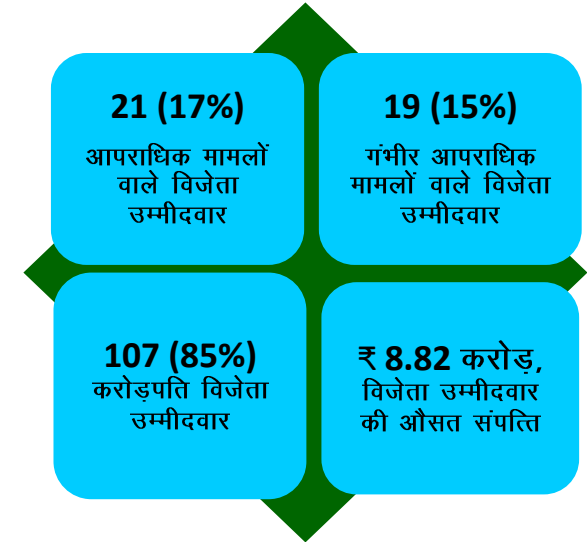 21 (17%)
आपराधिक मामलों
वाले विजेता
उम्मीदवार
19 (15%)
गंभीर आपराधिक
मामलों वाले विजेता
उम्मीदवार
107 (85%)
करोड़पति विजेता
उम्मीदवार
₹ 8.82 करोड़,
विजेता उम्मीदवार
की औसत संपत्ति